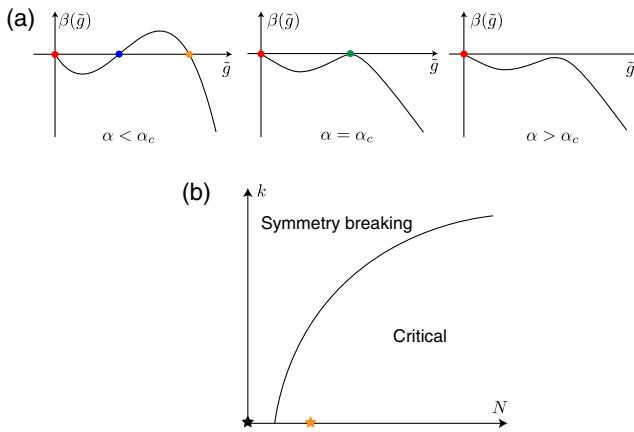 (a)
β(g̃)
g̃
α < α_c
β(g̃)
g̃
α = α_c
β(g̃)
g̃
α > α_c
(b)
k
Symmetry breaking
Critical
N